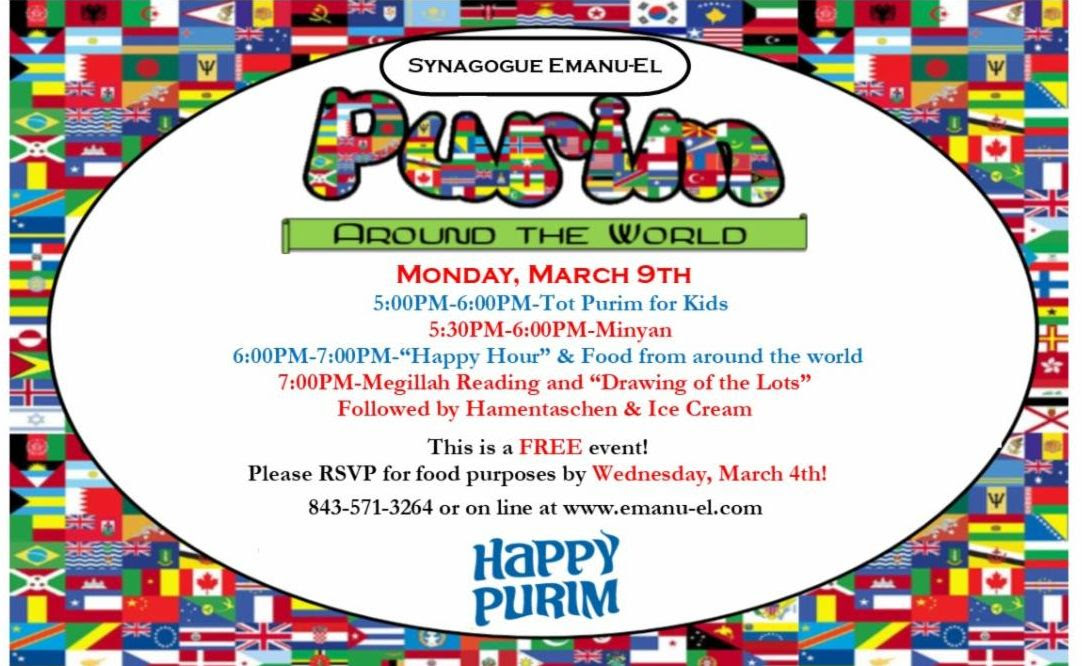 SYNAGOGUE EMANU-EL
Purim
AROUND THE WORLD
MONDAY, MARCH 9TH
5:00PM-6:00PM-Tot Purim for Kids
5:30PM-6:00PM-Minyan
6:00PM-7:00PM-“Happy Hour” & Food from around the world
7:00PM-Megillah Reading and “Drawing of the Lots”
Followed by Hamentaschen & Ice Cream
This is a FREE event!
Please RSVP for food purposes by Wednesday, March 4th!
843-571-3264 or on line at www.emanu-el.com
HAPPY
PURIM